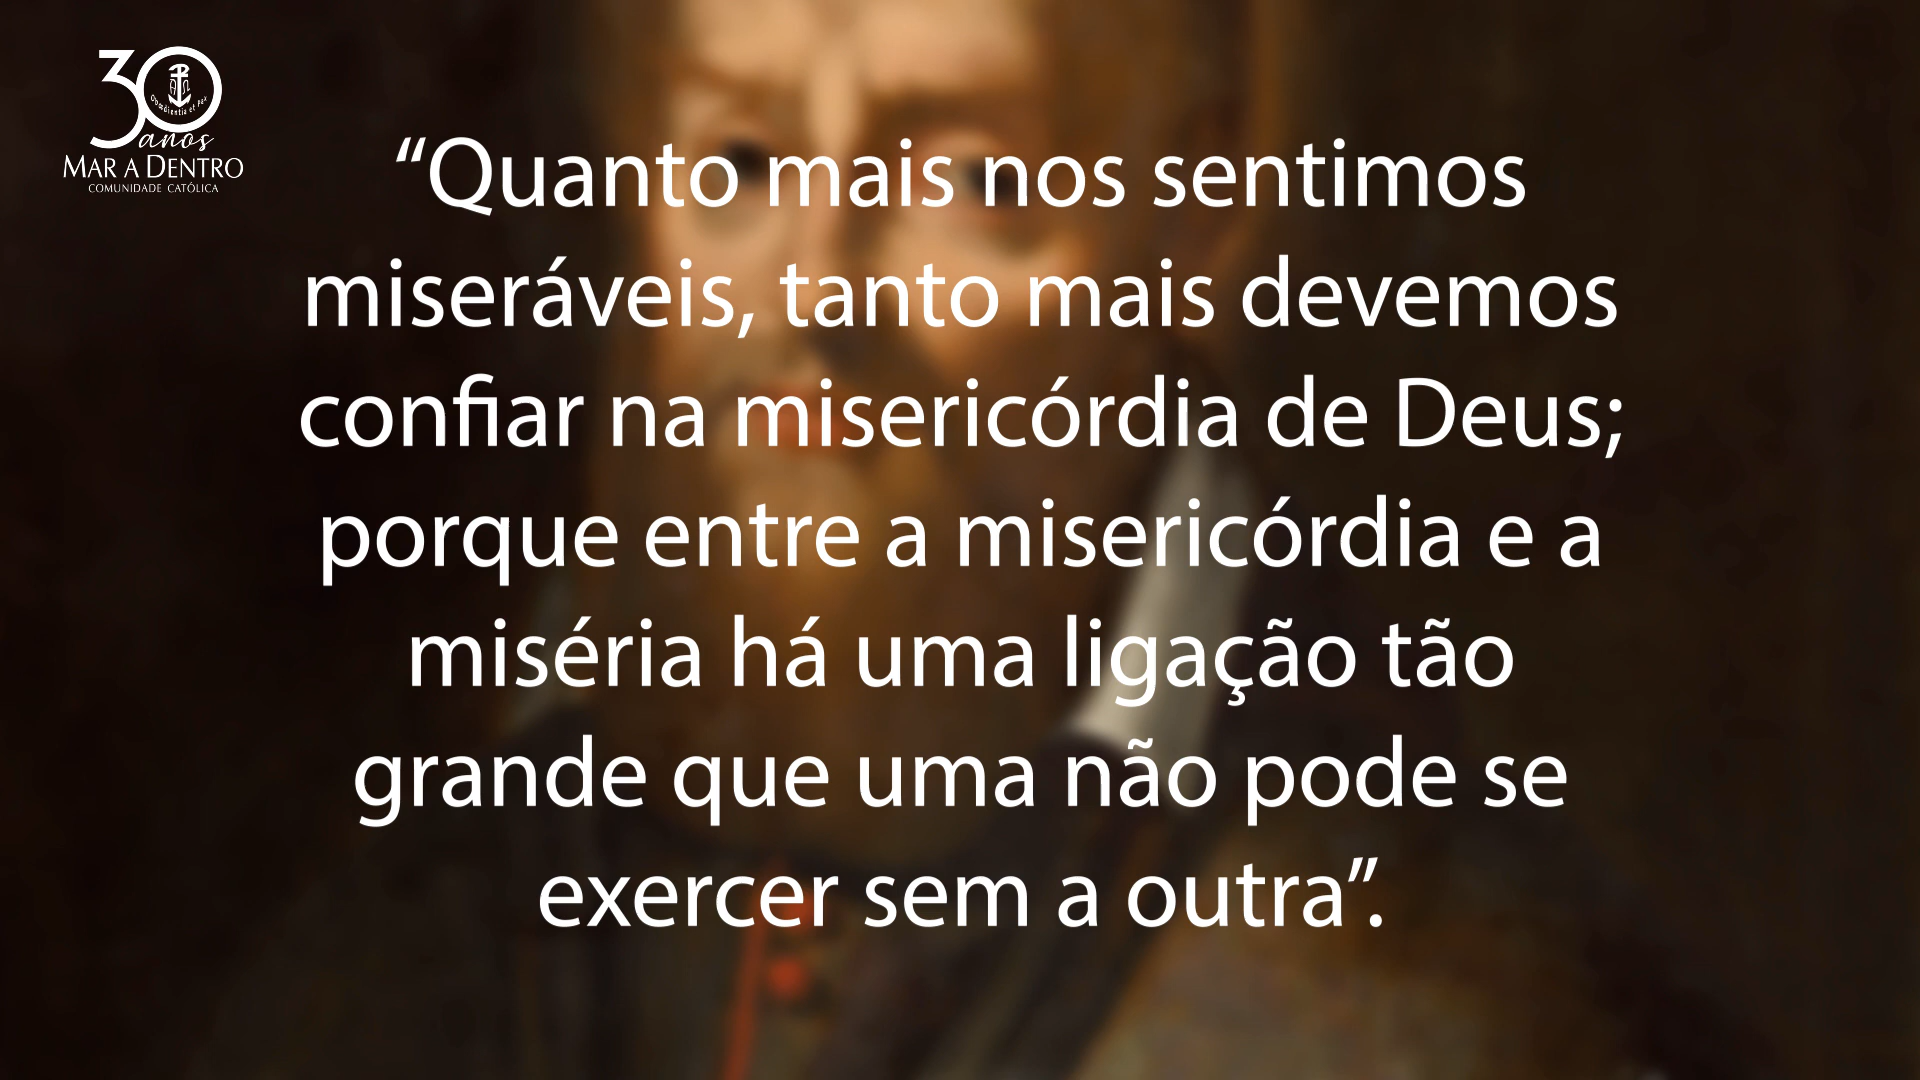 30
anos
MAR A DENTRO
COMUNIDADE CATÓLICA
“Quanto mais nos sentimos
miseráveis, tanto mais devemos
confiar na misericórdia de Deus;
porque entre a misericórdia e a
miséria há uma ligação tão
grande que uma não pode se
exercer sem a outra”.